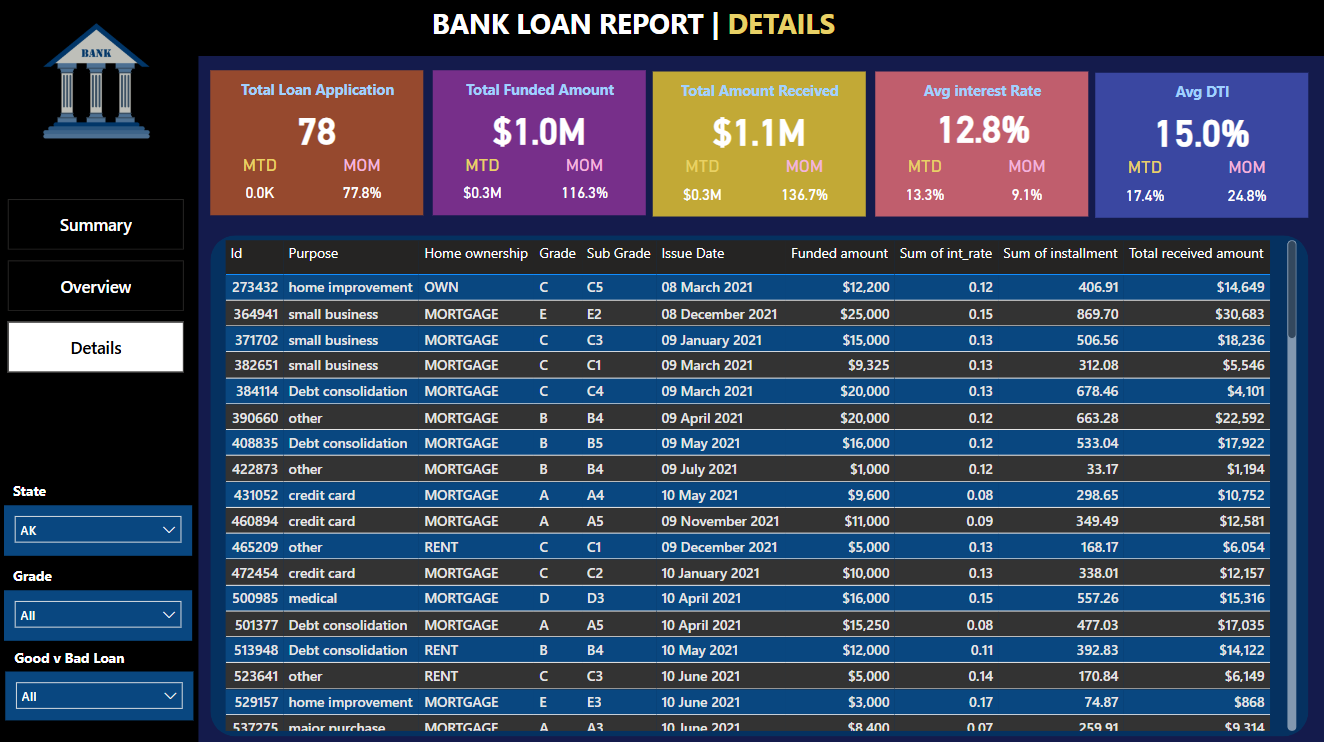 BANK LOAN REPORT | DETAILS
BANK
Total Loan Application
78
MTD MOM
0.0K 77.8%
Total Funded Amount
$1.0M
MTD MOM
$0.3M 116.3%
Total Amount Received
$1.1M
MTD MOM
$0.3M 136.7%
Avg interest Rate
12.8%
MTD MOM
13.3% 9.1%
Avg DTI
15.0%
MTD MOM
17.4% 24.8%
Summary
Overview
Details
State
AK
Grade
All
Good v Bad Loan
All
Id Purpose Home ownership Grade Sub Grade Issue Date Funded amount Sum of int_rate Sum of installment Total received amount
273432 home improvement OWN C C5 08 March 2021 $12,200 0.12 406.91 $14,649
364941 small business MORTGAGE E E2 08 December 2021 $25,000 0.15 869.70 $30,683
371702 small business MORTGAGE C C3 09 January 2021 $15,000 0.13 506.56 $18,236
382651 small business MORTGAGE C C1 09 March 2021 $9,325 0.13 312.08 $5,546
384114 Debt consolidation MORTGAGE C C4 09 March 2021 $20,000 0.13 678.46 $4,101
390660 other MORTGAGE B B4 09 April 2021 $20,000 0.12 663.28 $22,592
408835 Debt consolidation MORTGAGE B B5 09 May 2021 $16,000 0.12 533.04 $17,922
422873 other MORTGAGE B B4 09 July 2021 $1,000 0.12 33.17 $1,194
431052 credit card MORTGAGE A A4 10 May 2021 $9,600 0.08 298.65 $10,752
460894 credit card MORTGAGE A A5 09 November 2021 $11,000 0.09 349.49 $12,581
465209 other RENT C C1 09 December 2021 $5,000 0.13 168.17 $6,054
472454 credit card MORTGAGE C C2 10 January 2021 $10,000 0.13 338.01 $12,157
500985 medical MORTGAGE D D3 10 April 2021 $16,000 0.15 557.26 $15,316
501377 Debt consolidation MORTGAGE A A5 10 April 2021 $15,250 0.08 477.03 $17,035
513948 Debt consolidation RENT B B4 10 May 2021 $12,000 0.11 392.83 $14,122
523641 other RENT C C3 10 June 2021 $5,000 0.14 170.84 $6,149
529157 home improvement MORTGAGE E E3 10 June 2021 $3,000 0.17 74.87 $868
537275 major purchase MORTGAGE A A3 10 June 2021 $8,400 0.07 259.91 $9,314